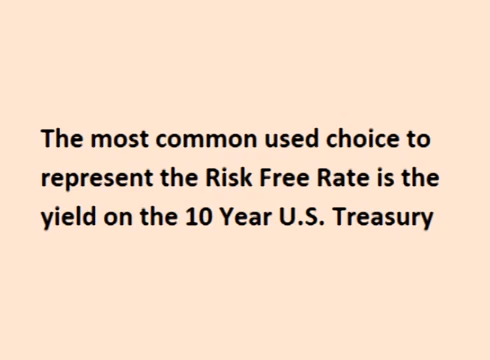 The most common used choice to
represent the Risk Free Rate is the
yield on the 10 Year U.S. Treasury